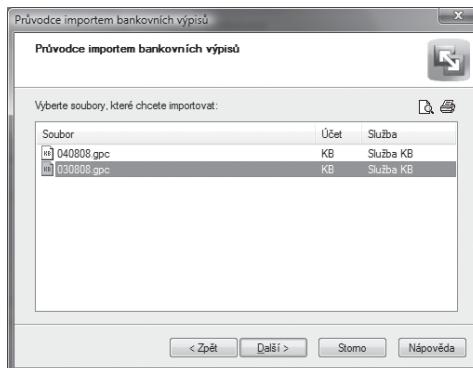 Průvodce importem bankovních výpisů
Průvodce importem bankovních výpisů
Vyberte soubory, které chcete importovat:
Soubor Účet Služba
040808.gpc KB Služba KB
030808.gpc KB Služba KB
< Zpět Další > Storno Nápověda